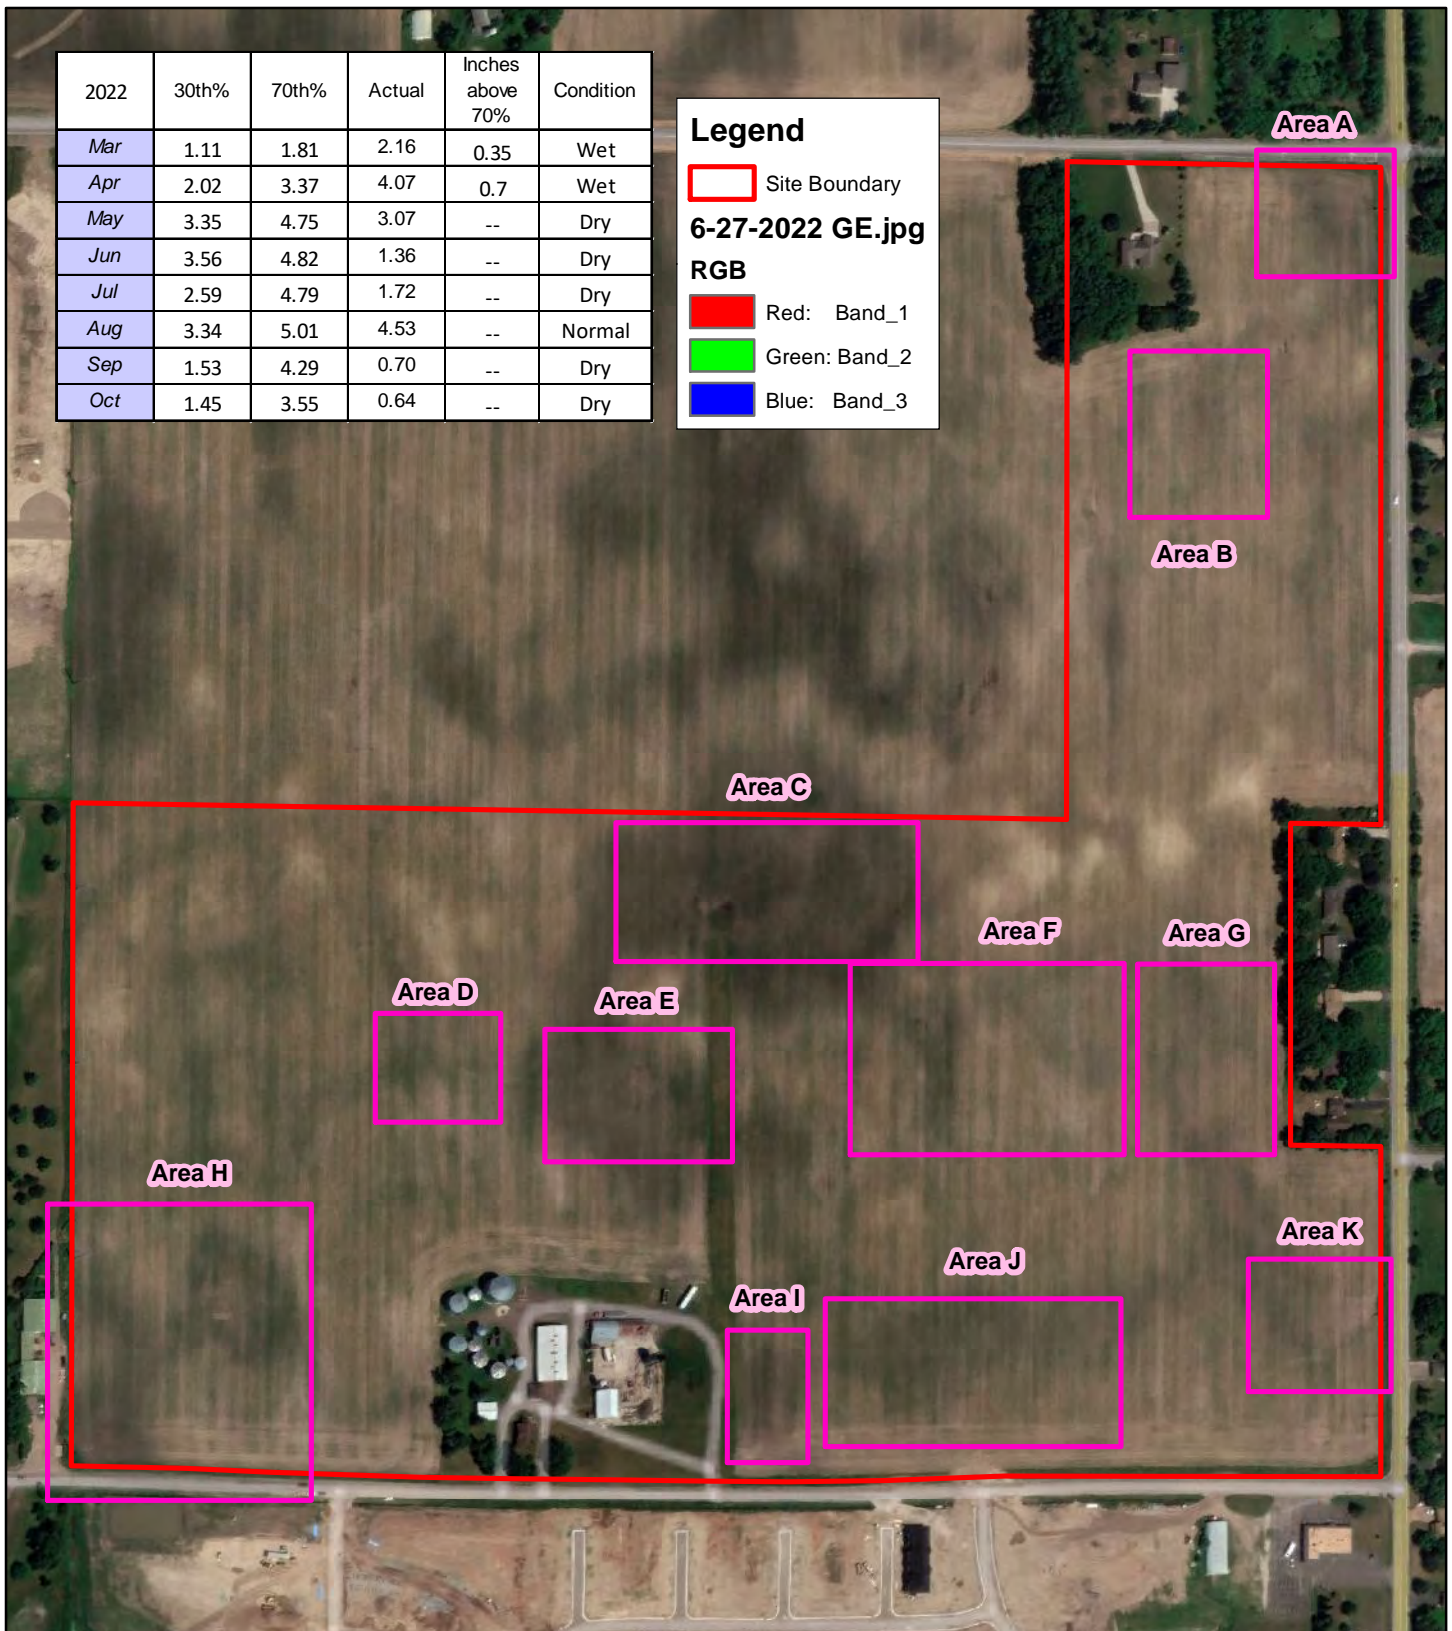 2022 30th% 70th% Actual Inches above 70% Condition
Mar 1.11 1.81 2.16 0.35 Wet
Apr 2.02 3.37 4.07 0.7 Wet
May 3.35 4.75 3.07 -- Dry
Jun 3.56 4.82 1.36 -- Dry
Jul 2.59 4.79 1.72 -- Dry
Aug 3.34 5.01 4.53 -- Normal
Sep 1.53 4.29 0.70 -- Dry
Oct 1.45 3.55 0.64 -- Dry
Legend
Site Boundary
6-27-2022 GE.jpg
RGB
Red: Band_1
Green: Band_2
Blue: Band_3
Area A
Area B
Area C
Area F
Area G
Area D
Area E
Area H
Area K
Area J
Area I